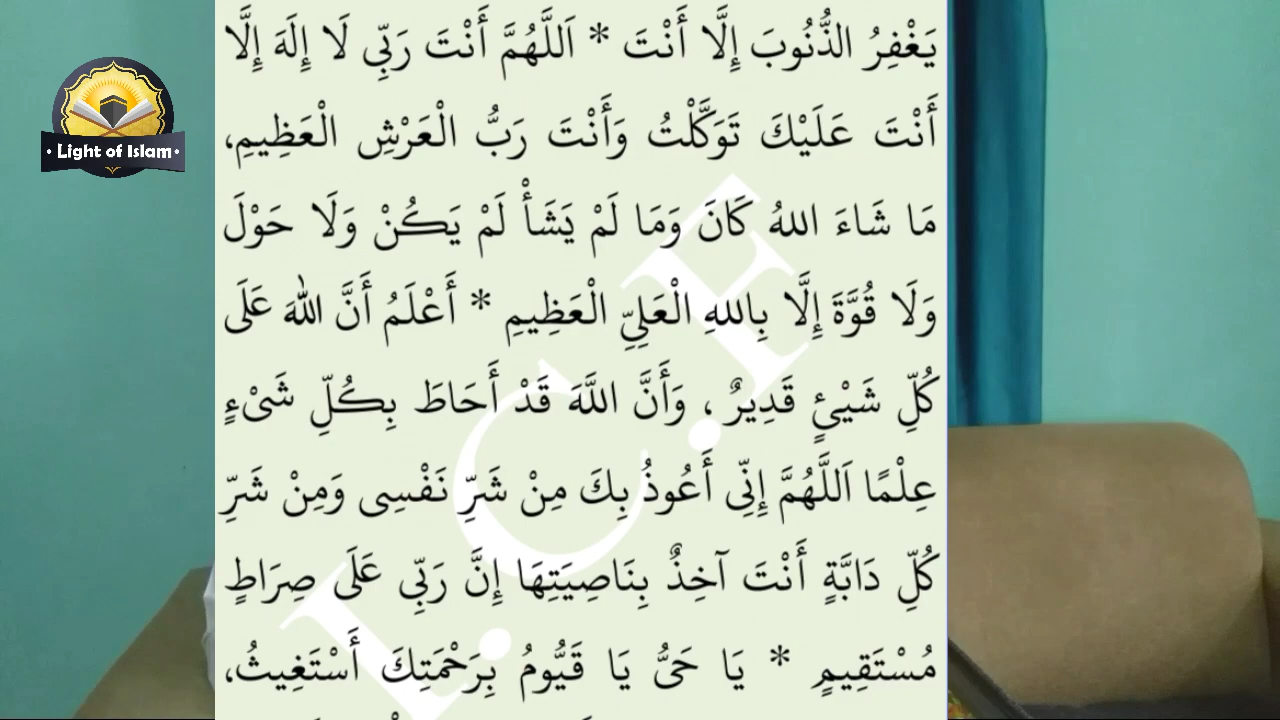 · Light of Islam ·
يَغْفِرُ الذُّنُوبَ إِلَّا أَنْتَ * اَللَّهُمَّ أَنْتَ رَبِّى لَا إِلَهَ إِلَّا
أَنْتَ عَلَيْكَ تَوَكَّلْتُ وَأَنْتَ رَبُّ الْعَرْشِ الْعَظِيمِ،
مَا شَاءَ اللهُ كَانَ وَمَا لَمْ يَشَأْ لَمْ يَكُنْ وَلَا حَوْلَ
وَلَا قُوَّةَ إِلَّا بِاللهِ الْعَلِيِّ الْعَظِيمِ * أَعْلَمُ أَنَّ اللهَ عَلَى
كُلِّ شَيْئٍ قَدِيرٌ ، وَأَنَّ اللَّهَ قَدْ أَحَاطَ بِكُلِّ شَىْءٍ
عِلْمًا اَللَّهُمَّ إِنِّى أَعُوذُ بِكَ مِنْ شَرِّ نَفْسِى وَمِنْ شَرِّ
كُلِّ دَابَّةٍ أَنْتَ آخِذٌ بِنَاصِيَتِهَا إِنَّ رَبِّى عَلَى صِرَاطٍ
مُسْتَقِيمٍ * يَا حَىُّ يَا قَيُّومُ بِرَحْمَتِكَ أَسْتَغِيثُ،
I.C.F